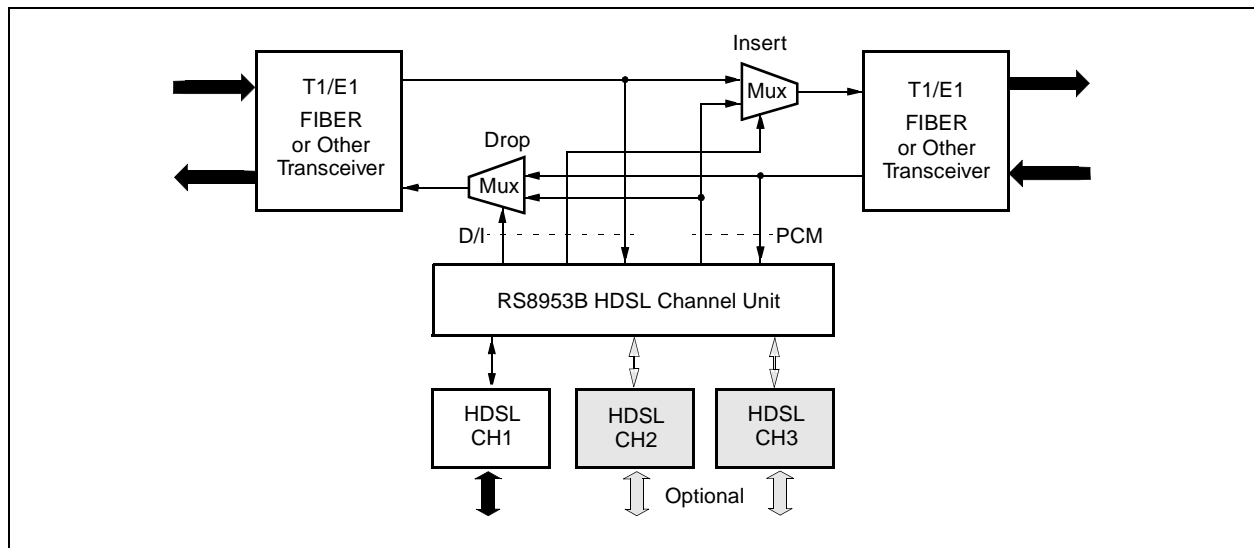 Insert
T1/E1
FIBER
or Other
Transceiver
Mux
T1/E1
FIBER
or Other
Transceiver
Drop
Mux
D/I
PCM
RS8953B HDSL Channel Unit
HDSL
CH1
HDSL
CH2
HDSL
CH3
Optional